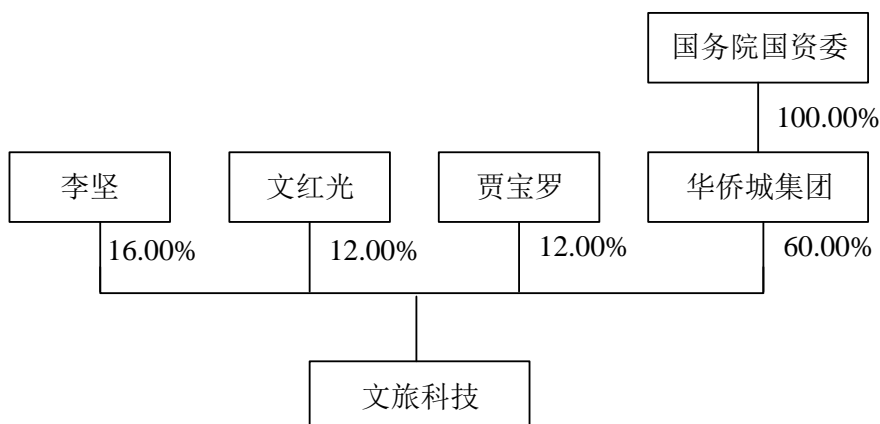 国务院国资委
100.00%
李坚
文红光
贾宝罗
华侨城集团
16.00%
12.00%
12.00%
60.00%
文旅科技